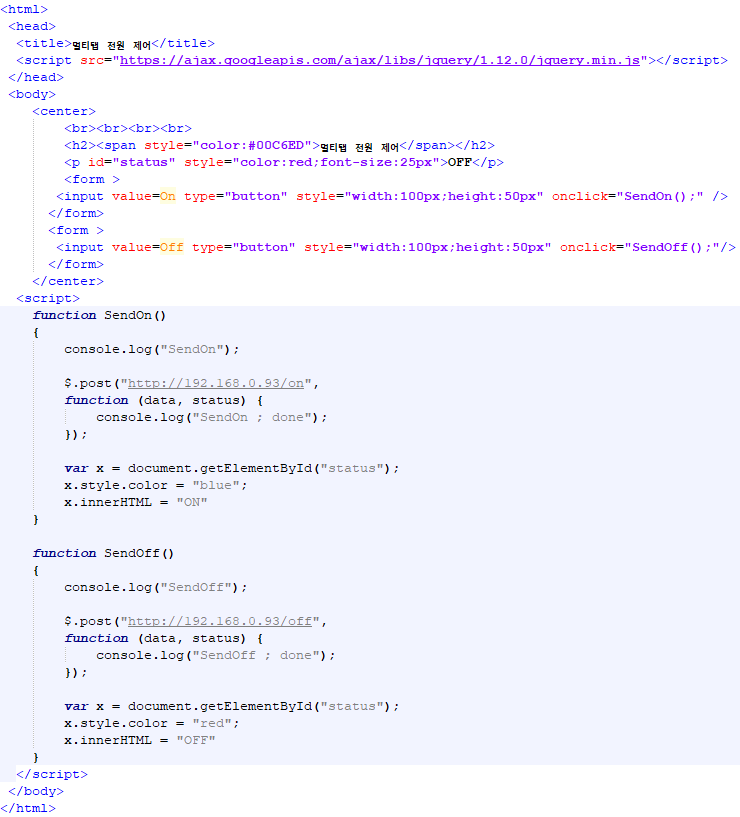 <html>
<head>
<title>멀티탭 전원 제어</title>
<script src="https://ajax.googleapis.com/ajax/libs/jquery/1.12.0/jquery.min.js"></script>
</head>
<body>
<center>
<br><br><br><br>
<h2><span style="color:#00C6ED">멀티탭 전원 제어</span></h2>
<p id="status" style="color:red;font-size:25px">OFF</p>
<form >
<input value=On type="button" style="width:100px;height:50px" onclick="SendOn();" />
</form>
<form >
<input value=Off type="button" style="width:100px;height:50px" onclick="SendOff();"/>
</form>
</center>
<script>
function SendOn()
{
console.log("SendOn");
$.post("http://192.168.0.93/on",
function (data, status) {
console.log("SendOn ; done");
});
var x = document.getElementById("status");
x.style.color = "blue";
x.innerHTML = "ON"
}
function SendOff()
{
console.log("SendOff");
$.post("http://192.168.0.93/off",
function (data, status) {
console.log("SendOff ; done");
});
var x = document.getElementById("status");
x.style.color = "red";
x.innerHTML = "OFF"
}
</script>
</body>
</html>